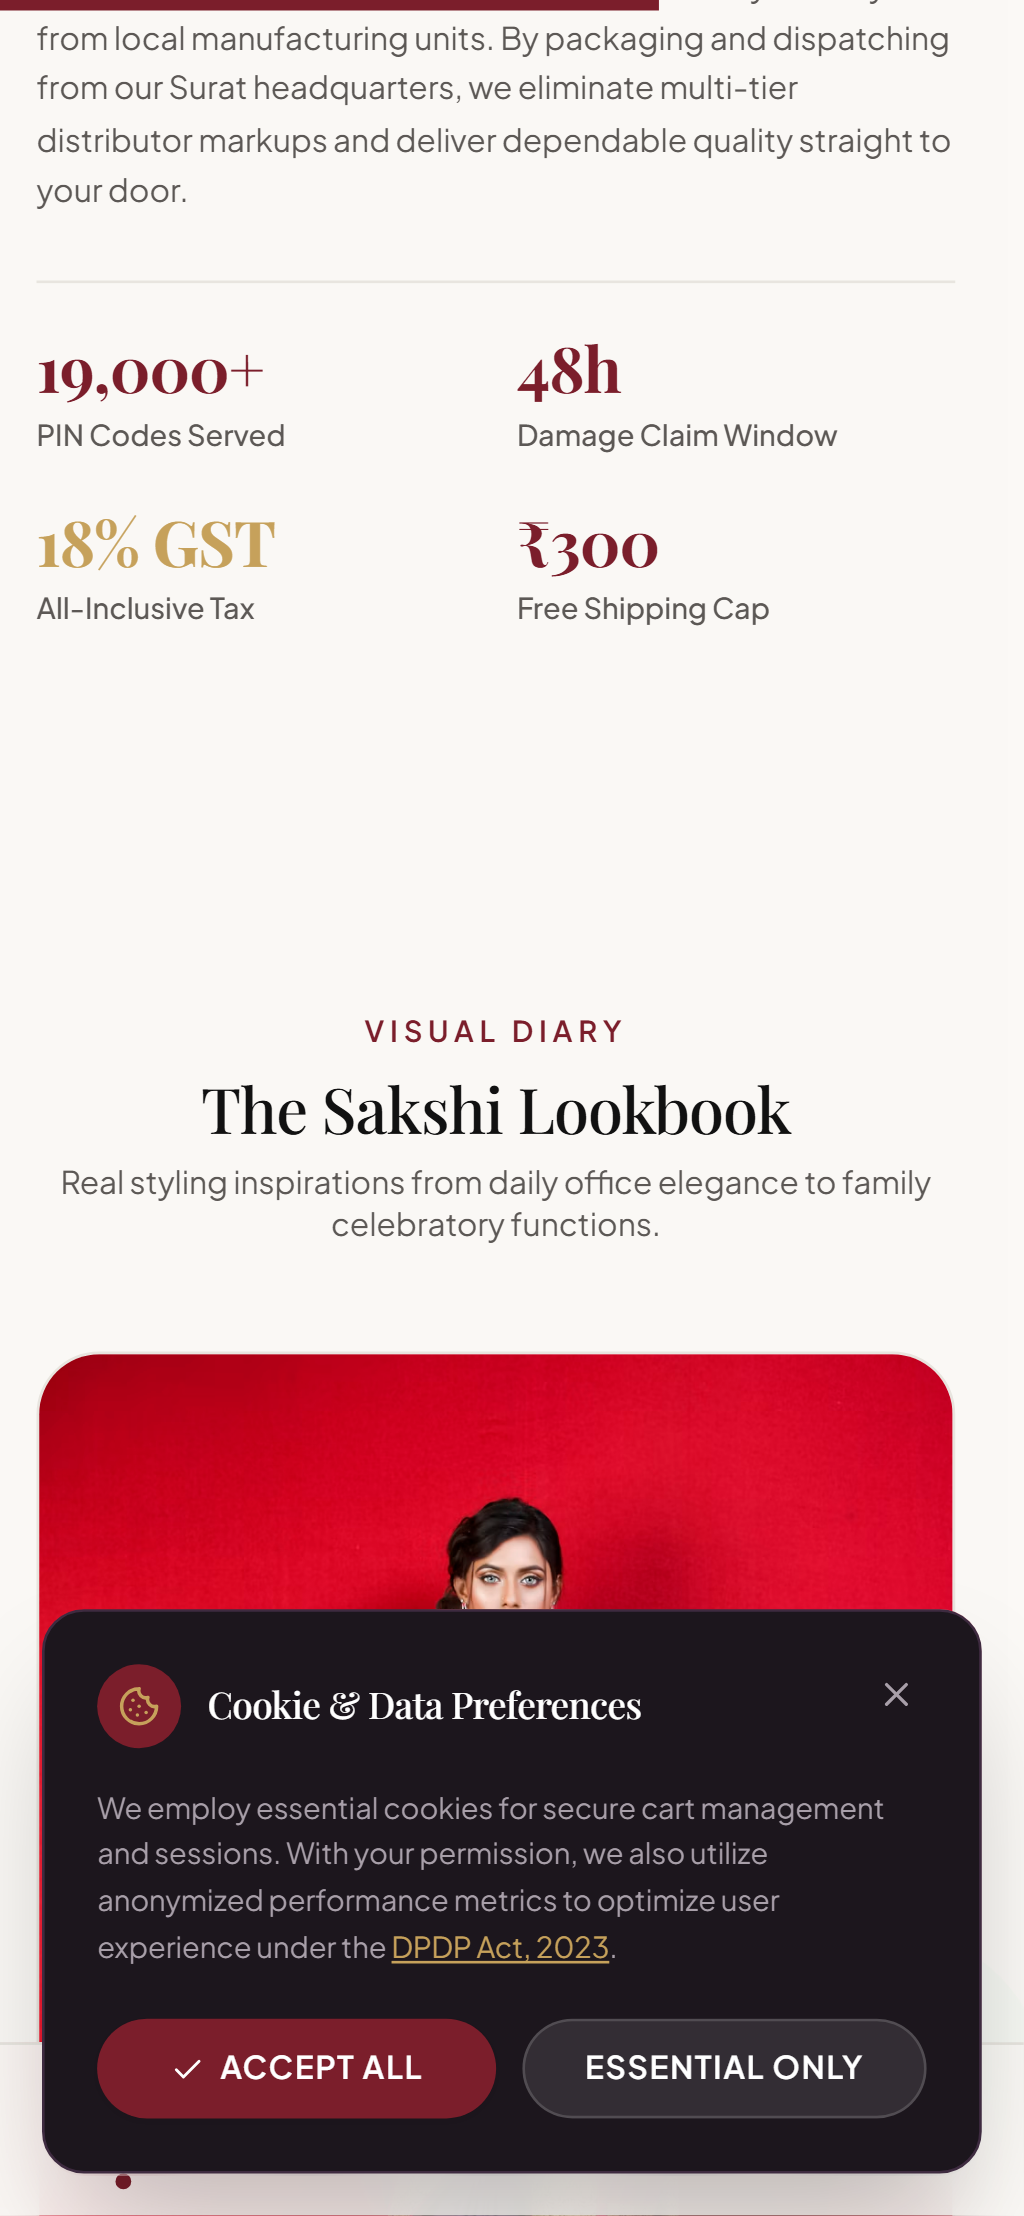 from local manufacturing units. By packaging and dispatching
from our Surat headquarters, we eliminate multi-tier
distributor markups and deliver dependable quality straight to
your door.
19,000+
PIN Codes Served
48h
Damage Claim Window
18% GST
All-Inclusive Tax
₹300
Free Shipping Cap
VISUAL DIARY
The Sakshi Lookbook
Real styling inspirations from daily office elegance to family
celebratory functions.
Cookie & Data Preferences
We employ essential cookies for secure cart management
and sessions. With your permission, we also utilize
anonymized performance metrics to optimize user
experience under the DPDP Act, 2023.
ACCEPT ALL
ESSENTIAL ONLY